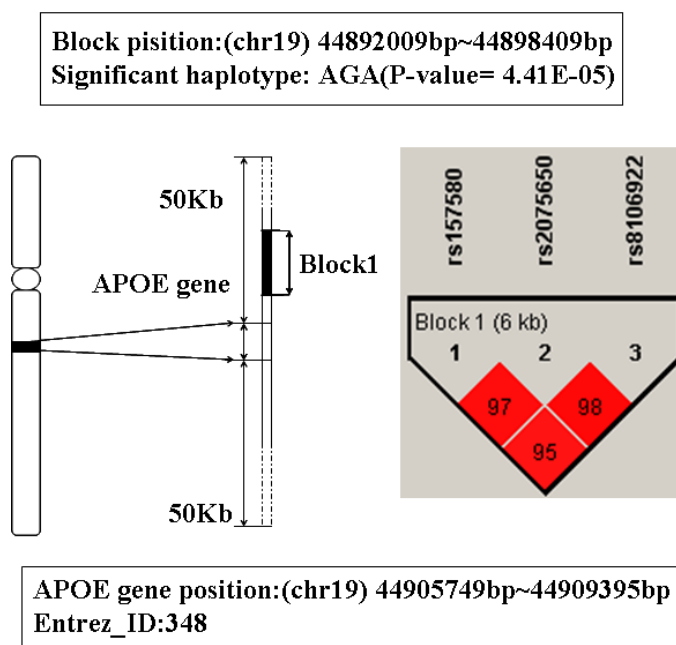 Block pisition:(chr19) 44892009bp~44898409bp
Significant haplotype: AGA(P-value= 4.41E-05)
50Kb
Block1
APOE gene
50Kb
rs157580
rs2075650
rs8106922
Block 1 (6 kb)
1 2 3
97 98
95
APOE gene position:(chr19) 44905749bp~44909395bp
Entrez_ID:348